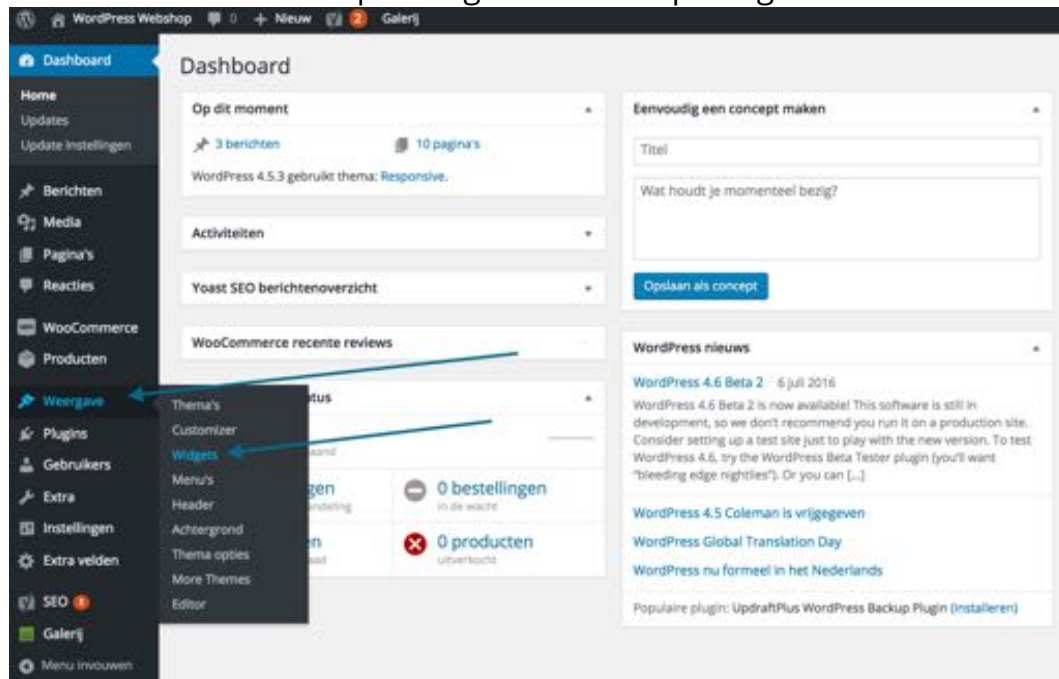 WordPress Webshop 0 + Nieuw 2 Galerij
Dashboard
Home
Updates
Update Instellingen
Berichten
Media
Pagina's
Reacties
WooCommerce
Producten
Weergave
Plugins
Gebruikers
Extra
Instellingen
Extra velden
SEO
Galerij
Menu invouwen
Thema's
Customizer
Widgets
Menu's
Header
Achtergrond
Thema opties
More Themes
Editor
Dashboard
Op dit moment
3 berichten 10 pagina's
WordPress 4.5.3 gebruikt thema: Responsive.
Activiteiten
Yoast SEO berichtenoverzicht
WooCommerce recente reviews
tus
aand
gen
ndeling
0 bestellingen
in de wacht
en
aad
0 producten
uitverkocht
Eenvoudig een concept maken
Titel
Wat houdt je momenteel bezig?
Opslaan als concept
WordPress nieuws
WordPress 4.6 Beta 2 6 juli 2016
WordPress 4.6 Beta 2 is now available! This software is still in
development, so we don't recommend you run it on a production site.
Consider setting up a test site just to play with the new version. To test
WordPress 4.6, try the WordPress Beta Tester plugin (you'll want
"bleeding edge nightlies"). Or you can [...]
WordPress 4.5 Coleman is vrijgegeven
WordPress Global Translation Day
WordPress nu formeel in het Nederlands
Populaire plugin: UpdraftPlus WordPress Backup Plugin (Installeren)